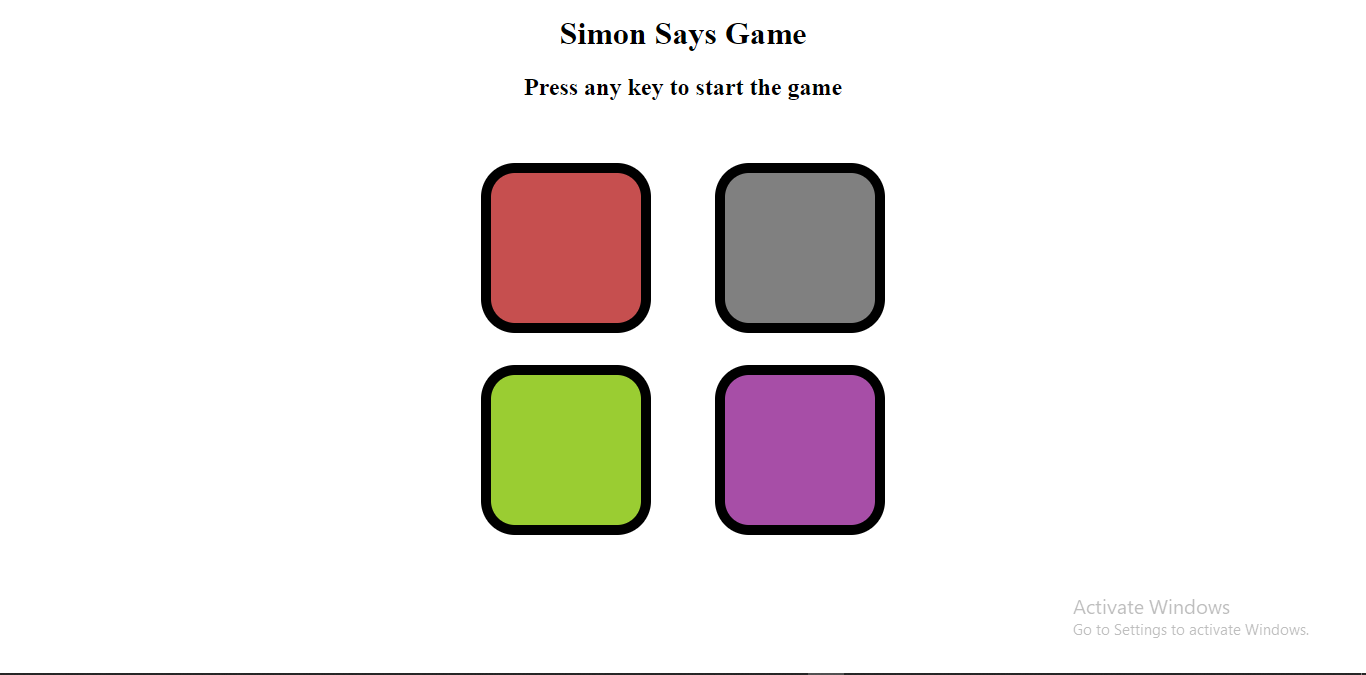 Simon Says Game
Press any key to start the game
Activate Windows
Go to Settings to activate Windows.